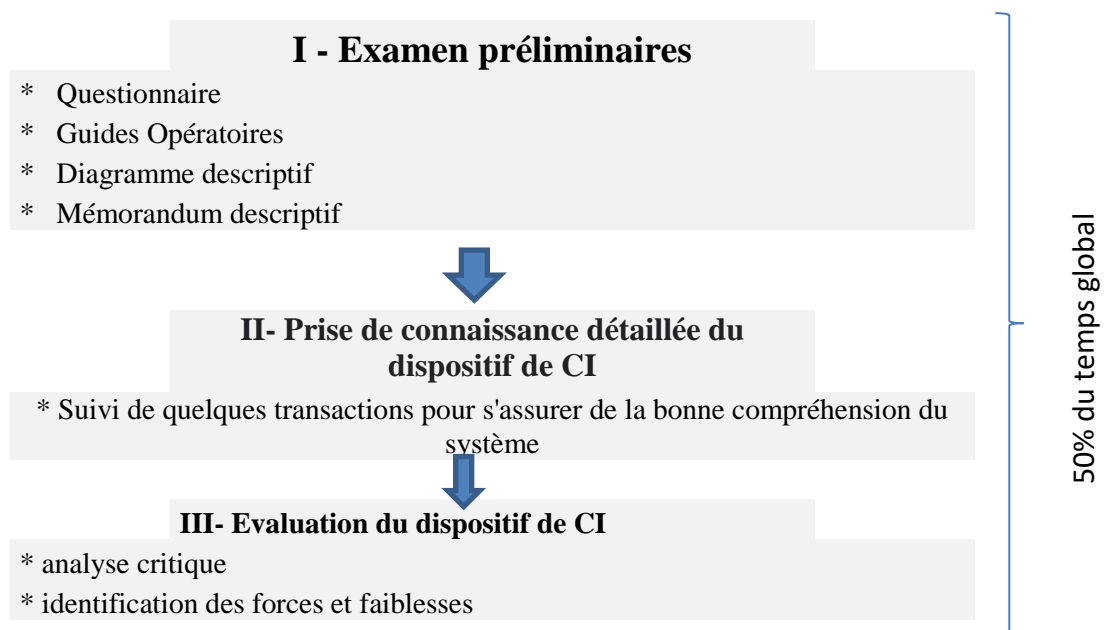 I - Examen préliminaires
* Questionnaire
* Guides Opératoires
* Diagramme descriptif
* Mémorandum descriptif
II- Prise de connaissance détaillée du
dispositif de CI
* Suivi de quelques transactions pour s'assurer de la bonne compréhension du
système
III- Evaluation du dispositif de CI
* analyse critique
* identification des forces et faiblesses
50% du temps global